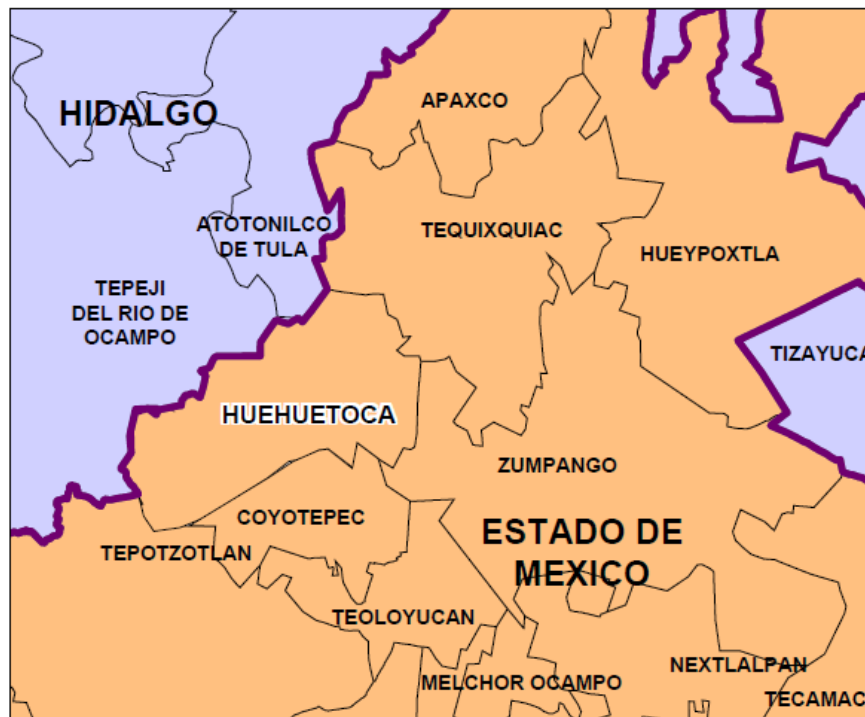 APAXCO
HIDALGO
ATOTONILCO
DE TULA
TEQUIXQUIAC
HUEYPOXTLA
TEPEJI
DEL RIO DE
OCAMPO
TIZAYUCA
HUEHUETOCA
ZUMPANGO
COYOTEPEC
ESTADO DE
MEXICO
TEPOTZOTLAN
TEOLOYUCAN
NEXTLALPAN
MELCHOR OCAMPO
TECAMAC